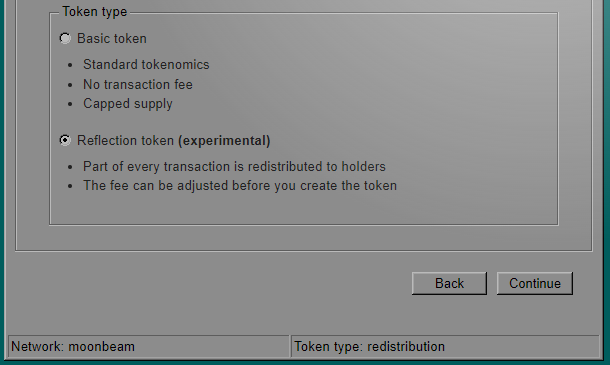 Token type
Basic token
• Standard tokenomics
• No transaction fee
• Capped supply
Reflection token (experimental)
• Part of every transaction is redistributed to holders
• The fee can be adjusted before you create the token
Back Continue
Network: moonbeam Token type: redistribution